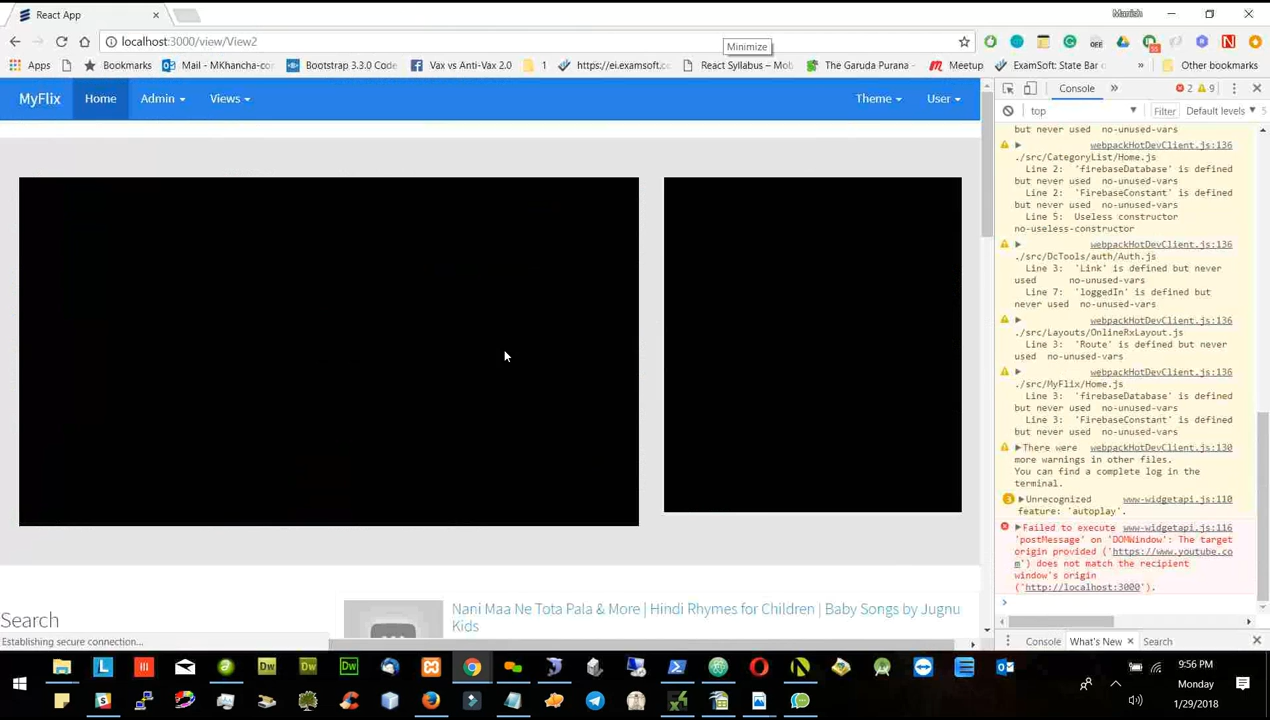 React App
Manish
localhost:3000/view/View2
Minimize
Apps
Bookmarks
Mail - MKhancha-co
Bootstrap 3.3.0 Code
Vax vs Anti-Vax 2.0
1
https://ei.examsoft.c
React Syllabus – Mob
The Garuda Purana -
Meetup
ExamSoft: State Bar o
»
Other bookmarks
MyFlix
Home
Admin
Views
Theme
User
Console
»
2
9
top
Filter
Default levels
5
but never used no-unused-vars
webpackHotDevClient.js:136
./src/CategoryList/Home.js
Line 2: 'firebaseDatabase' is defined
but never used no-unused-vars
Line 2: 'FirebaseConstant' is defined
but never used no-unused-vars
Line 5: Useless constructor
no-useless-constructor
webpackHotDevClient.js:136
./src/DcTools/auth/Auth.js
Line 3: 'Link' is defined but never
used no-unused-vars
Line 7: 'loggedIn' is defined but
never used no-unused-vars
webpackHotDevClient.js:136
./src/Layouts/OnlineRxLayout.js
Line 3: 'Route' is defined but never
used no-unused-vars
webpackHotDevClient.js:136
./src/MyFlix/Home.js
Line 3: 'firebaseDatabase' is defined
but never used no-unused-vars
Line 3: 'FirebaseConstant' is defined
but never used no-unused-vars
There were webpackHotDevClient.js:130
more warnings in other files.
You can find a complete log in the
terminal.
3 Unrecognized www-widgetapi.js:110
feature: 'autoplay'.
Failed to execute www-widgetapi.js:116
'postMessage' on 'DOMWindow': The target
origin provided ('https://www.youtube.co
m') does not match the recipient
window's origin
('http://localhost:3000').
Nani Maa Ne Tota Pala & More | Hindi Rhymes for Children | Baby Songs by Jugnu
Kids
Search
Establishing secure connection...
Console
What's New
Search
9:56 PM
Monday
1/29/2018